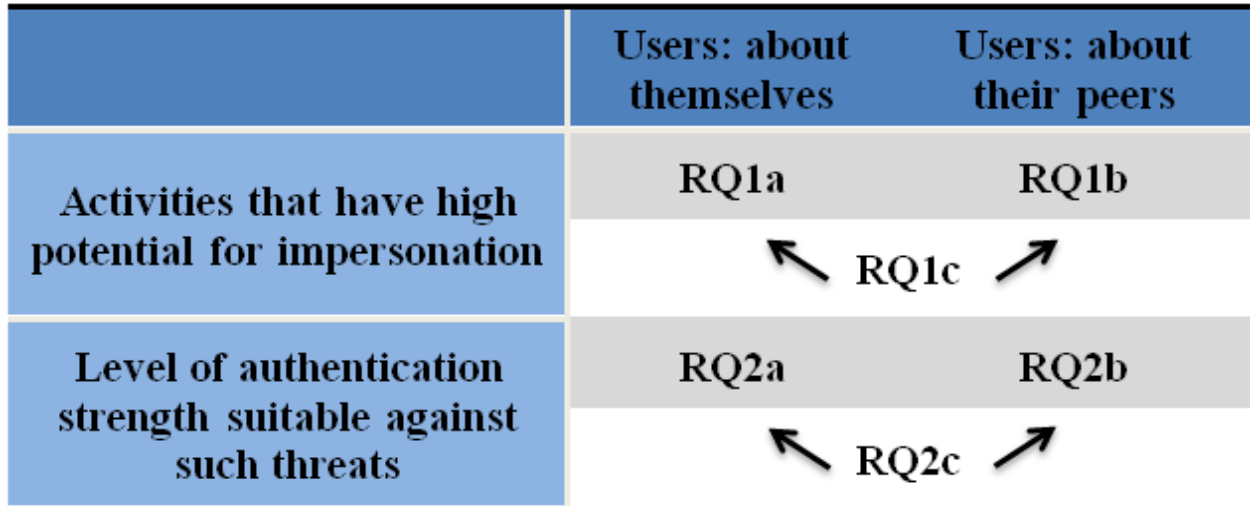 Users: about themselves
Users: about their peers
Activities that have high
potential for impersonation
RQ1a
RQ1b
RQ1c
Level of authentication
strength suitable against
such threats
RQ2a
RQ2b
RQ2c